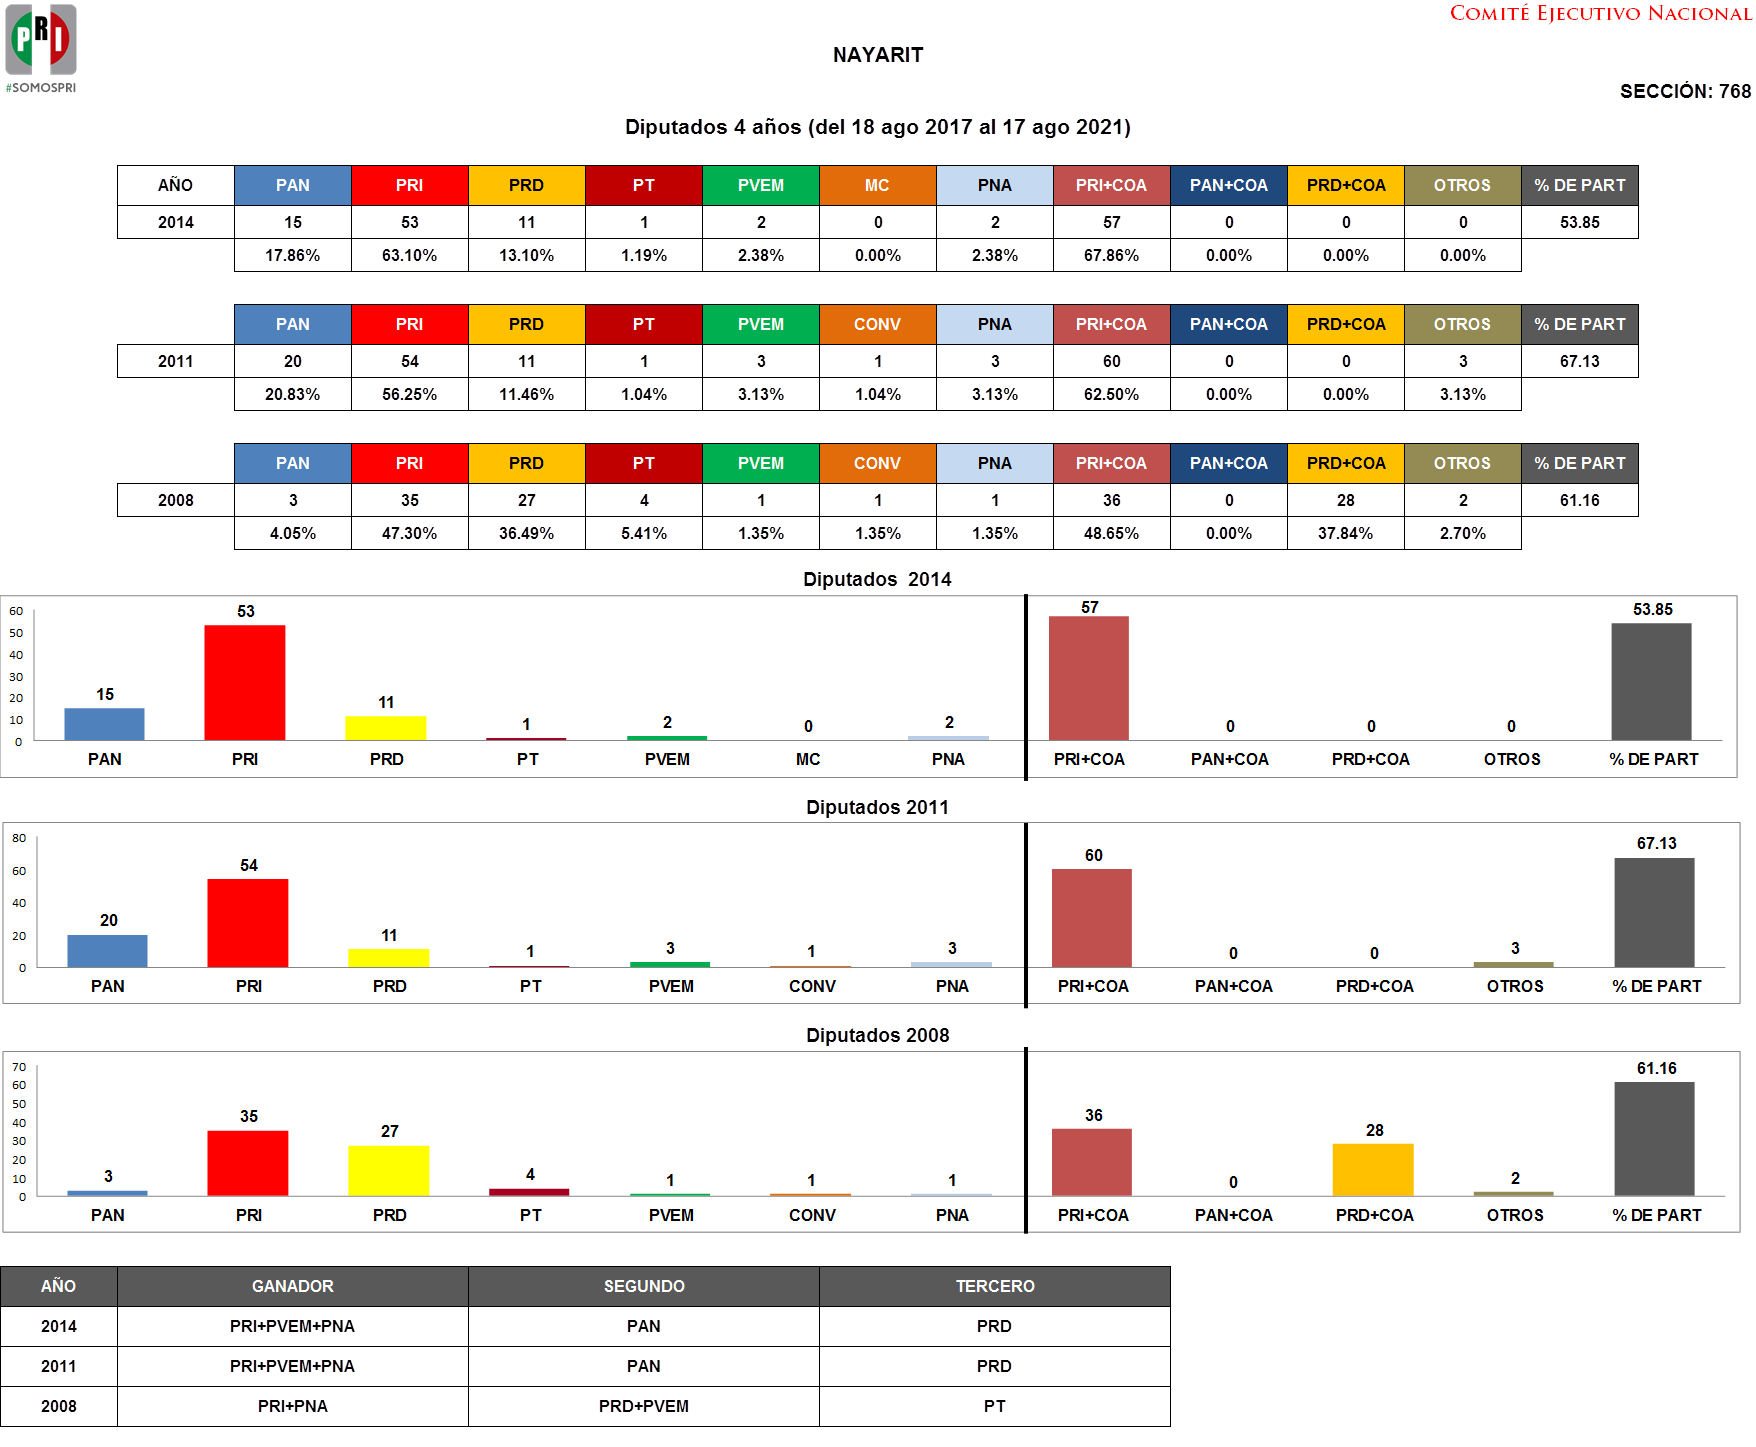 PRI
#SOMOSPRI
COMITÉ EJECUTIVO NACIONAL
NAYARIT
SECCIÓN: 768
Diputados 4 años (del 18 ago 2017 al 17 ago 2021)
AÑO PAN PRI PRD PT PVEM MC PNA PRI+COA PAN+COA PRD+COA OTROS % DE PART
2014 15 53 11 1 2 0 2 57 0 0 0 53.85
17.86% 63.10% 13.10% 1.19% 2.38% 0.00% 2.38% 67.86% 0.00% 0.00% 0.00%
PAN PRI PRD PT PVEM CONV PNA PRI+COA PAN+COA PRD+COA OTROS % DE PART
2011 20 54 11 1 3 1 3 60 0 0 3 67.13
20.83% 56.25% 11.46% 1.04% 3.13% 1.04% 3.13% 62.50% 0.00% 0.00% 3.13%
PAN PRI PRD PT PVEM CONV PNA PRI+COA PAN+COA PRD+COA OTROS % DE PART
2008 3 35 27 4 1 1 1 36 0 28 2 61.16
4.05% 47.30% 36.49% 5.41% 1.35% 1.35% 1.35% 48.65% 0.00% 37.84% 2.70%
Diputados  2014
60
50
40
30
20
10
0
15 53 11 1 2 0 2 57 0 0 0 53.85
PAN PRI PRD PT PVEM MC PNA PRI+COA PAN+COA PRD+COA OTROS % DE PART
Diputados 2011
80
60
40
20
0
20 54 11 1 3 1 3 60 0 0 3 67.13
PAN PRI PRD PT PVEM CONV PNA PRI+COA PAN+COA PRD+COA OTROS % DE PART
Diputados 2008
70
60
50
40
30
20
10
0
3 35 27 4 1 1 1 36 0 28 2 61.16
PAN PRI PRD PT PVEM CONV PNA PRI+COA PAN+COA PRD+COA OTROS % DE PART
AÑO GANADOR SEGUNDO TERCERO
2014 PRI+PVEM+PNA PAN PRD
2011 PRI+PVEM+PNA PAN PRD
2008 PRI+PNA PRD+PVEM PT